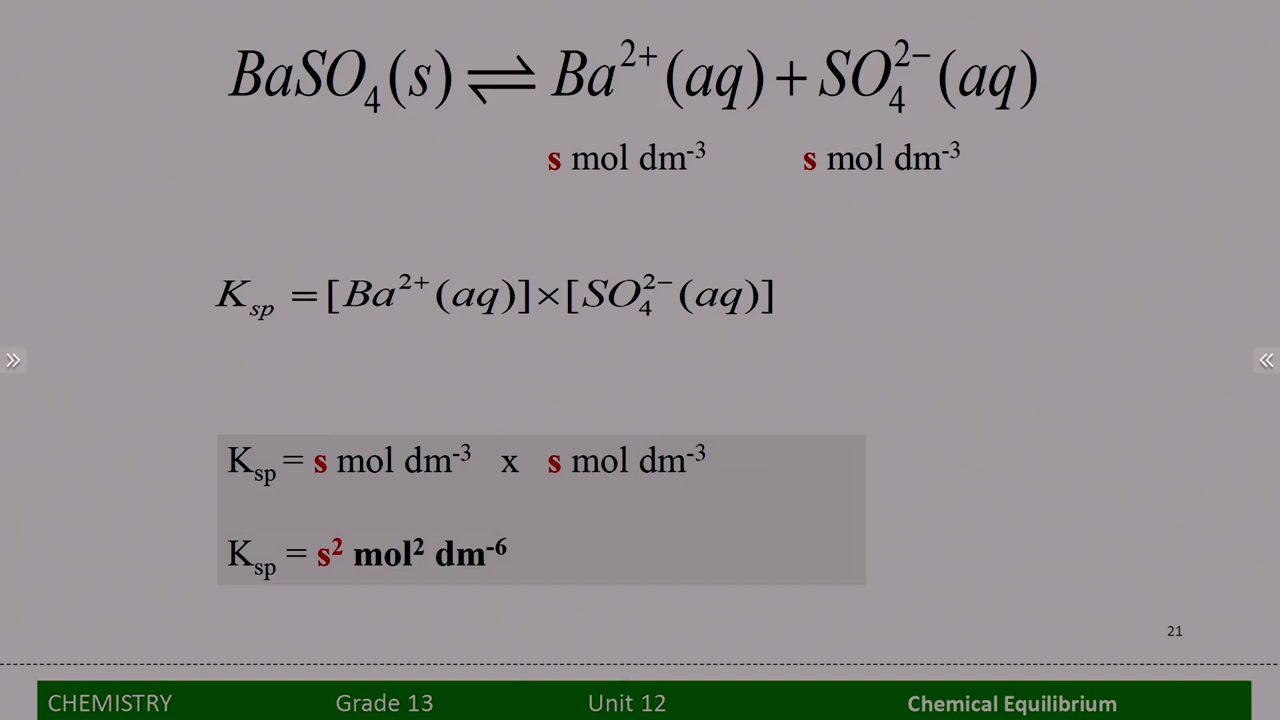 BaSO₄(s) ⇌ Ba²⁺(aq) + SO₄²⁻(aq)
s mol dm⁻³ s mol dm⁻³
Kₛₚ = [Ba²⁺(aq)]×[SO₄²⁻(aq)]
Kₛₚ = s mol dm⁻³ x s mol dm⁻³
Kₛₚ = s² mol² dm⁻⁶
21
CHEMISTRY Grade 13 Unit 12 Chemical Equilibrium